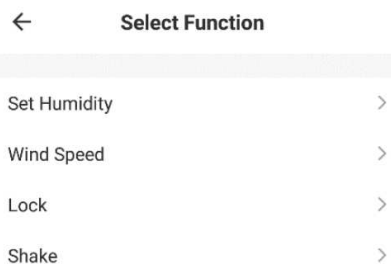 Select Function
Set Humidity
Wind Speed
Lock
Shake